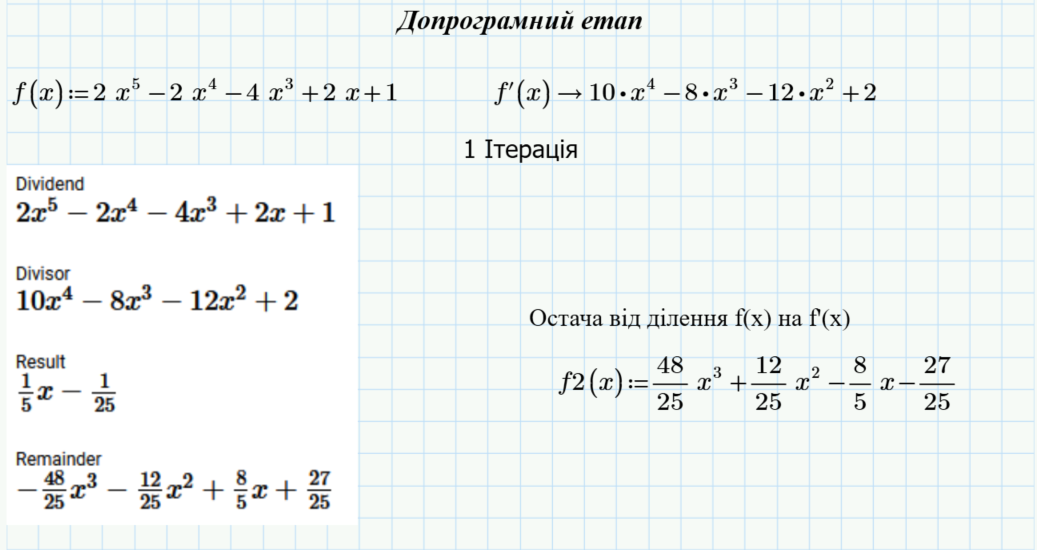 Допрограмний етап
f(x):=2 x^5 −2 x^4 −4 x^3 +2 x+1
f'(x) → 10•x^4 −8•x^3 −12•x^2 +2
1 Ітерація
Dividend
2x^5 − 2x^4 − 4x^3 + 2x + 1
Divisor
10x^4 − 8x^3 − 12x^2 + 2
Result
1/5 x − 1/25
Remainder
−48/25 x^3 − 12/25 x^2 + 8/5 x + 27/25
Остача від ділення f(x) на f'(x)
f2(x):= 48/25 x^3 + 12/25 x^2 − 8/5 x − 27/25